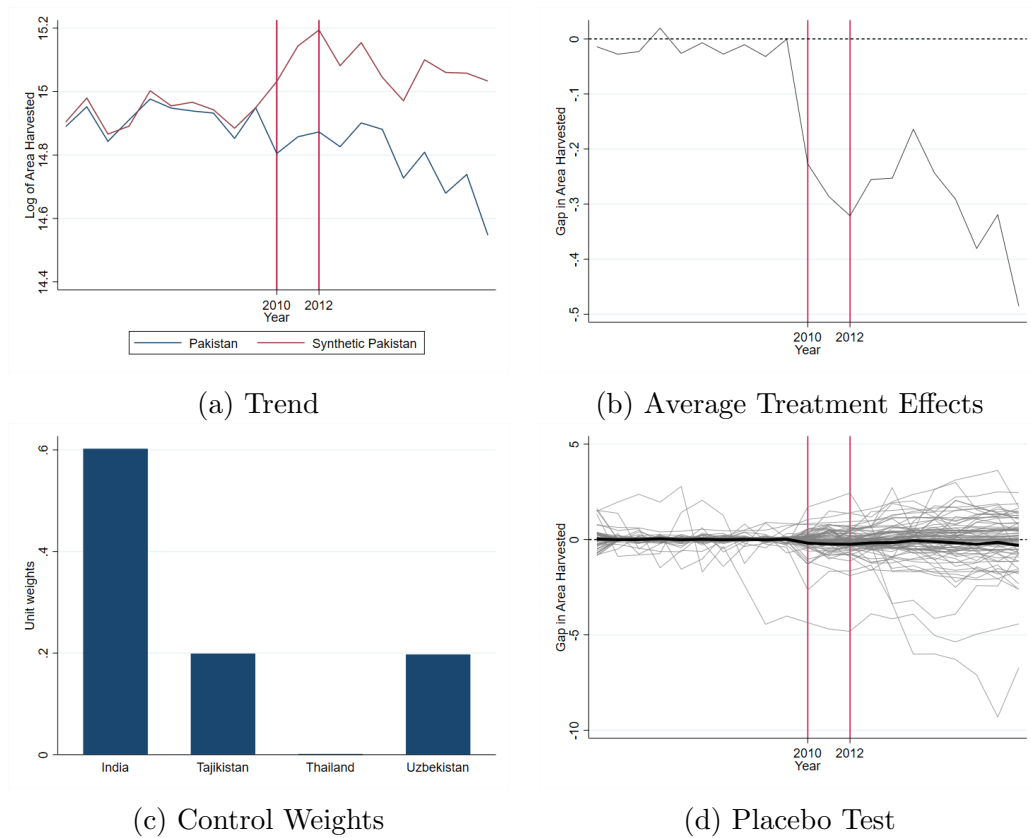 15.2
15
14.8
14.6
14.4
Log of Area Harvested
2010
2012
Year
Pakistan
Synthetic Pakistan
(a) Trend
0
-.1
-.2
-.3
-.4
-.5
Gap in Area Harvested
2010
2012
Year
(b) Average Treatment Effects
.6
.4
.2
0
Unit weights
India
Tajikistan
Thailand
Uzbekistan
(c) Control Weights
5
0
-5
-10
Gap in Area Harvested
2010
2012
Year
(d) Placebo Test